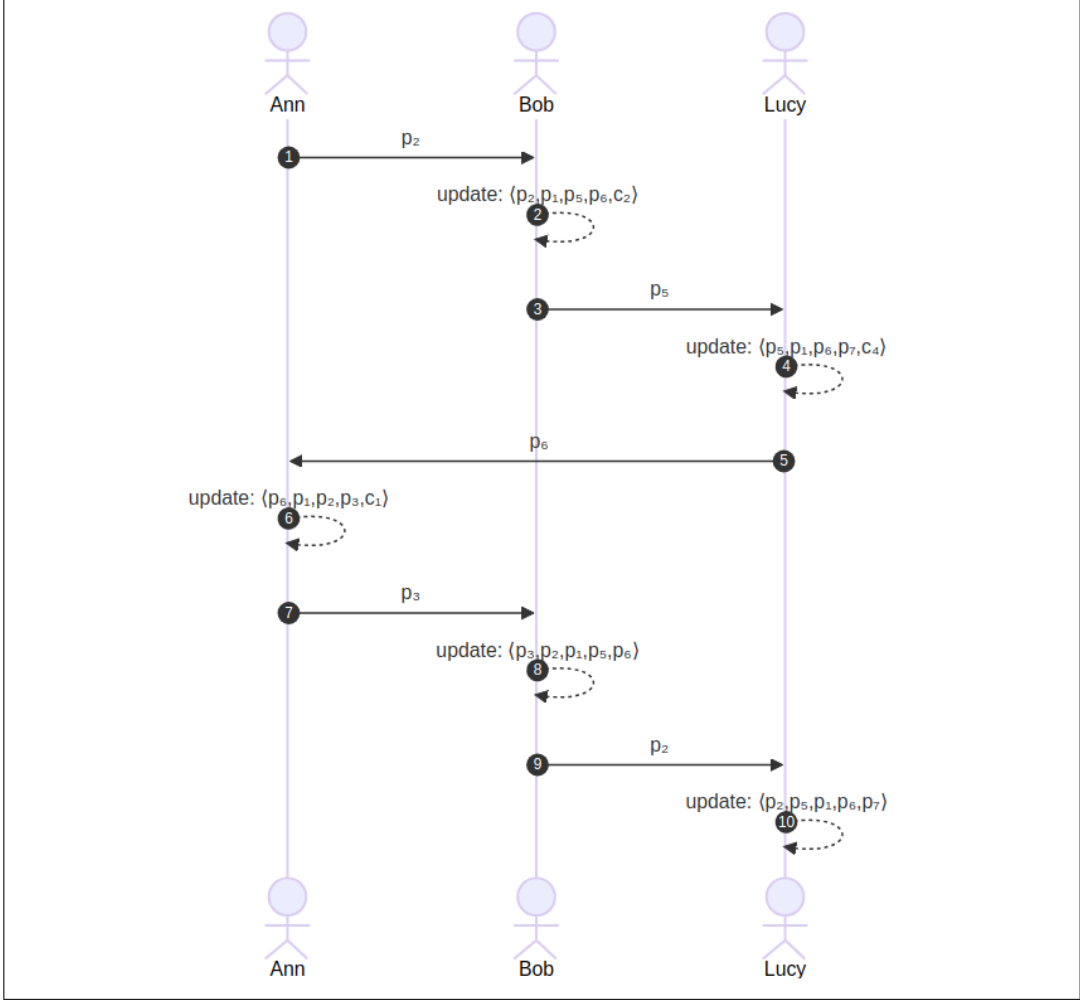 Ann Bob Lucy
1 p₂
update: ⟨p₂,p₁,p₅,p₆,c₂⟩
2
3 p₅
update: ⟨p₅,p₁,p₆,p₇,c₄⟩
4
p₆ 5
update: ⟨p₆,p₁,p₂,p₃,c₁⟩
6
7 p₃
update: ⟨p₃,p₂,p₁,p₅,p₆⟩
8
9 p₂
update: ⟨p₂,p₅,p₁,p₆,p₇⟩
10
Ann Bob Lucy